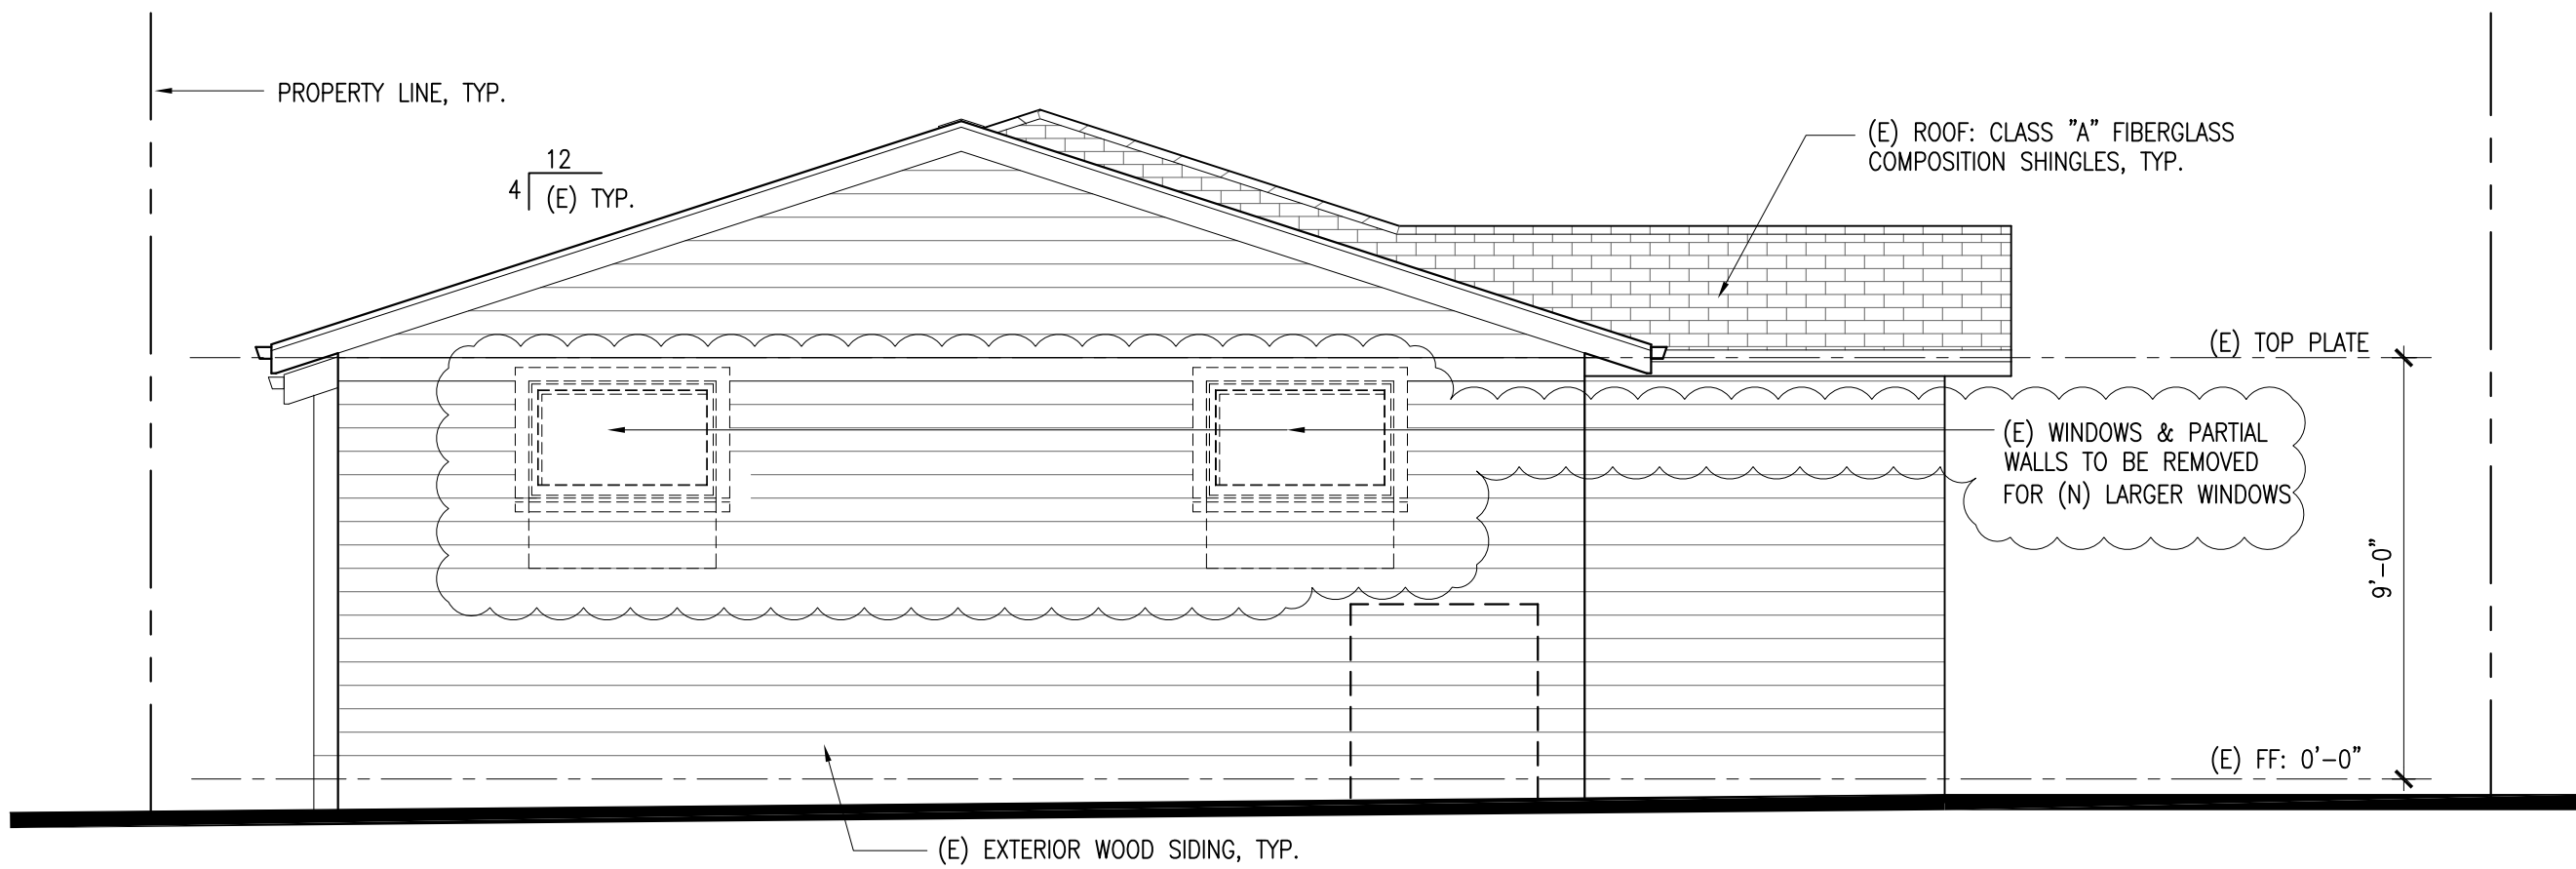 PROPERTY LINE, TYP.
(E) ROOF: CLASS "A" FIBERGLASS
COMPOSITION SHINGLES, TYP.
12
4
(E) TYP.
(E) TOP PLATE
(E) WINDOWS & PARTIAL
WALLS TO BE REMOVED
FOR (N) LARGER WINDOWS
9'-0"
(E) FF: 0'-0"
(E) EXTERIOR WOOD SIDING, TYP.